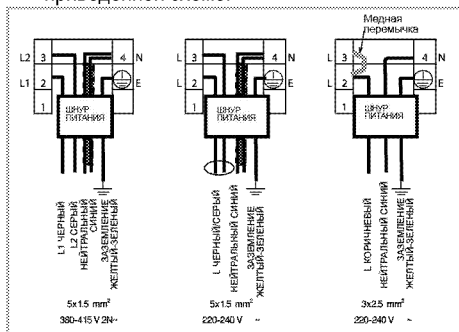 приведенной схеме.
Медная
перемычка
L2 3 4 N
L1 2 E
1
ШНУР
ПИТАНИЯ
L1 ЧЕРНЫЙ
L2 СЕРЫЙ
НЕЙТРАЛЬНЫЙ
СИНИЙ
ЗАЗЕМЛЕНИЕ
ЖЕЛТЫЙ-ЗЕЛЕНЫЙ
5x1.5 mm²
380-415 V 2N~
L 3 4 N
L 2 E
1
ШНУР
ПИТАНИЯ
L ЧЕРНЫЙ/СЕРЫЙ
НЕЙТРАЛЬНЫЙ СИНИЙ
ЗАЗЕМЛЕНИЕ
ЖЕЛТЫЙ-ЗЕЛЕНЫЙ
5x1.5 mm²
220-240 V ~
L 3 4 N
L 2 E
1
ШНУР
ПИТАНИЯ
L КОРИЧНЕВЫЙ
НЕЙТРАЛЬНЫЙ СИНИЙ
ЗАЗЕМЛЕНИЕ
ЖЕЛТЫЙ-ЗЕЛЕНЫЙ
3x2.5 mm²
220-240 V ~